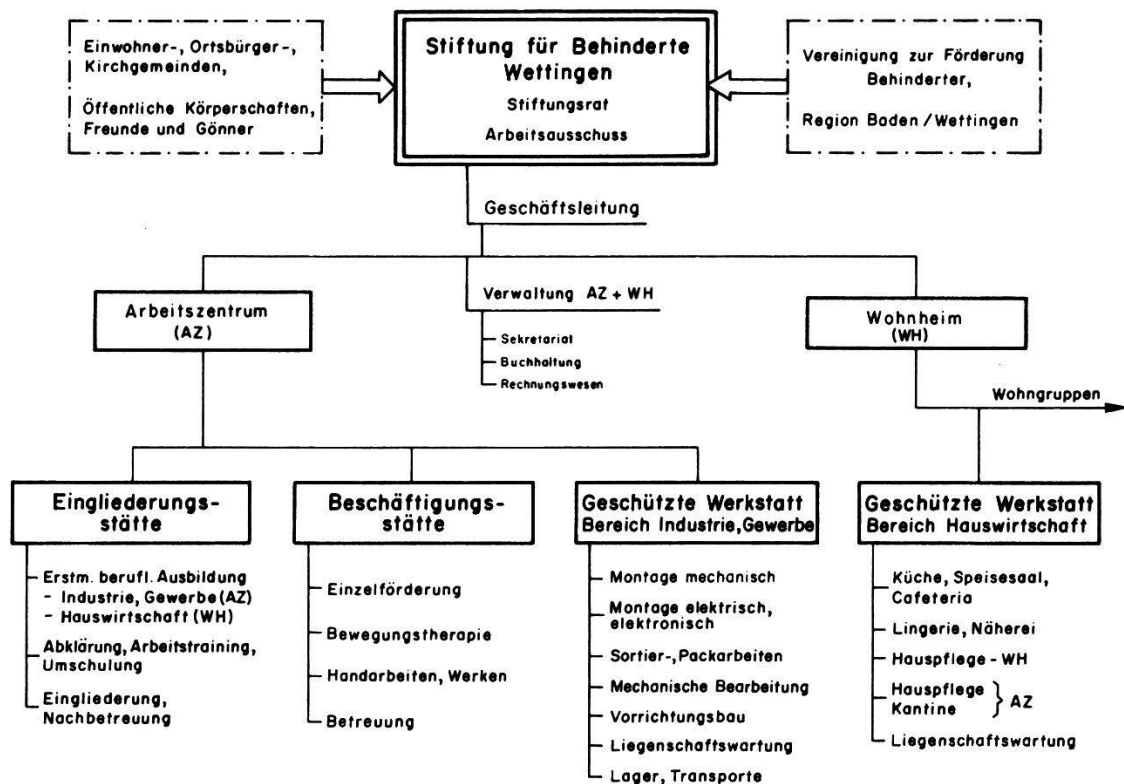 Einwohner-, Ortsbürger-,
Kirchgemeinden,
Öffentliche Körperschaften,
Freunde und Gönner
Stiftung für Behinderte
Wettingen
Stiftungsrat
Arbeitsausschuss
Vereinigung zur Förderung
Behinderter,
Region Baden/Wettingen
Geschäftsleitung
Arbeitszentrum
(AZ)
Verwaltung AZ + WH
Sekretariat
Buchhaltung
Rechnungswesen
Wohnheim
(WH)
Wohngruppen
Eingliederungs-
stätte
Erstm. berufl. Ausbildung
- Industrie, Gewerbe (AZ)
- Hauswirtschaft (WH)
Abklärung, Arbeitstraining,
Umschulung
Eingliederung,
Nachbetreuung
Beschäftigungs-
stätte
Einzelförderung
Bewegungstherapie
Handarbeiten, Werken
Betreuung
Geschützte Werkstatt
Bereich Industrie, Gewerbe
Montage mechanisch
Montage elektrisch,
elektronisch
Sortier-, Packarbeiten
Mechanische Bearbeitung
Vorrichtungsbau
Liegenschaftswartung
Lager, Transporte
Geschützte Werkstatt
Bereich Hauswirtschaft
Küche, Speisesaal,
Cafeteria
Lingerie, Näherei
Hauspflege - WH
Hauspflege
Kantine } AZ
Liegenschaftswartung